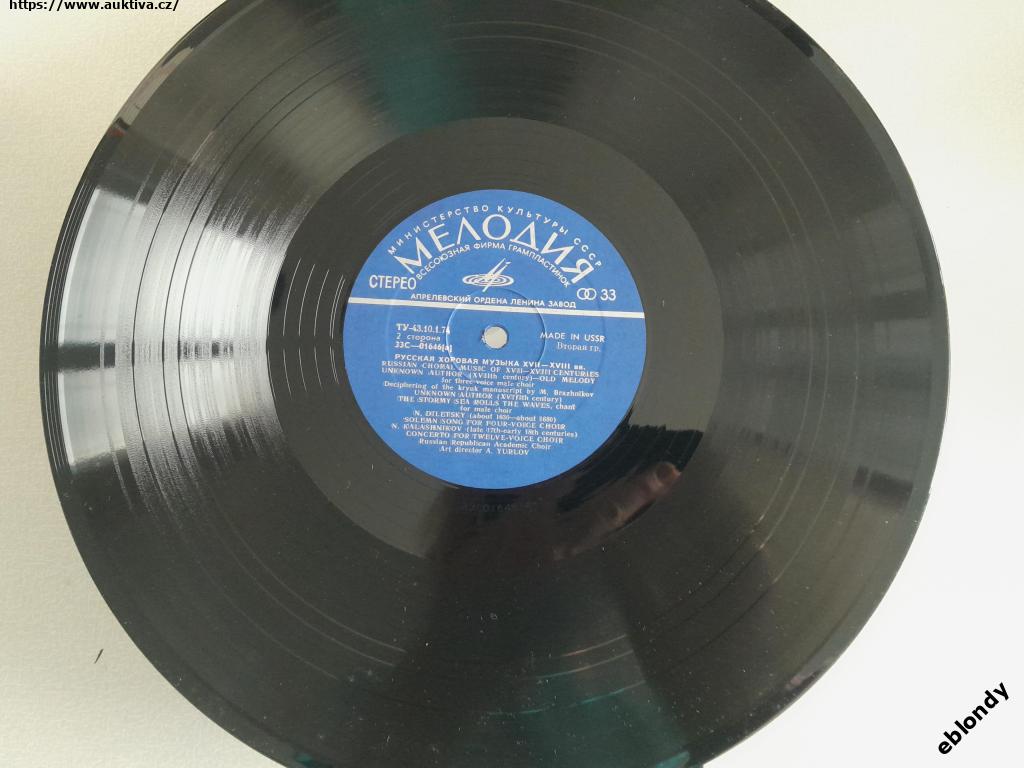 https://www.auktiva.cz/
МИНИСТЕРСТВО КУЛЬТУРЫ СССР
МЕЛОДИЯ
ВСЕСОЮЗНАЯ ФИРМА ГРАМПЛАСТИНОК
СТЕРЕО
33
АПРЕЛЕВСКИЙ ОРДЕНА ЛЕНИНА ЗАВОД
ТУ-43.10.1.74
MADE IN USSR
2 сторона
Вторая гр.
33С—01646(а)
РУССКАЯ ХОРОВАЯ МУЗЫКА XVII—XVIII вв.
RUSSIAN CHORAL MUSIC OF XVII—XVIII CENTURIES
UNKNOWN AUTHOR (XVIIth century)—OLD MELODY
for three-voice male choir
Deciphering of the kryuk manuscript by M. Brazhnikov
UNKNOWN AUTHOR century)
THE STORMY SEA ROLLS THE WAVES, chant
for male choir
N. DILETSKY (about 1630—about 1680)
SOLEMN SONG FOR FOUR-VOICE CHOIR
N. KALASHNIKOV (late 17th-early 18th centuries)
CONCERTO FOR TWELVE-VOICE CHOIR
Russian Republican Academic Choir
Art director A. YURLOV
eblondy